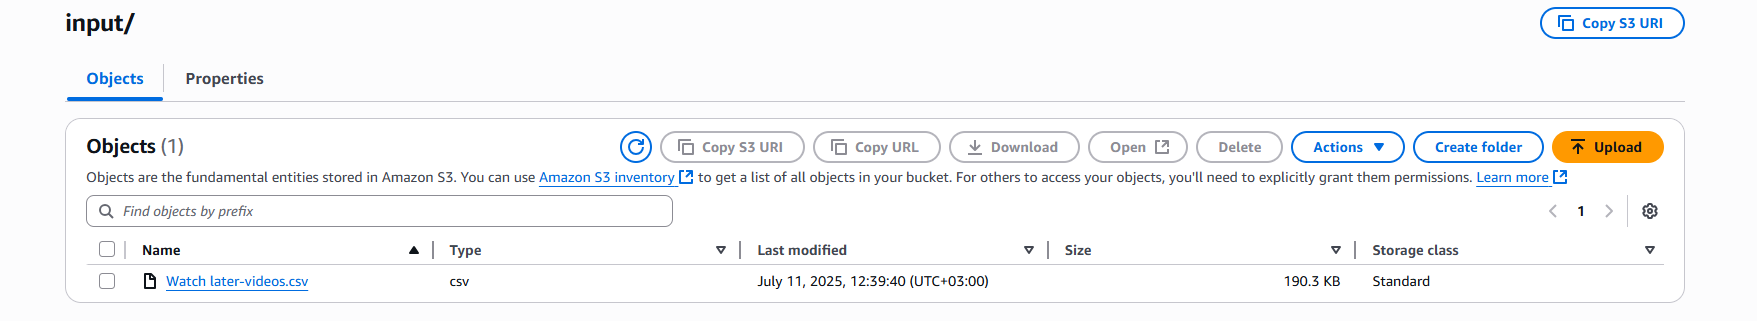 input/
Copy S3 URI
Objects
Properties
Objects (1)
Copy S3 URI
Copy URL
Download
Open
Delete
Actions
Create folder
Upload
Objects are the fundamental entities stored in Amazon S3. You can use Amazon S3 inventory to get a list of all objects in your bucket. For others to access your objects, you'll need to explicitly grant them permissions. Learn more
Find objects by prefix
1
Name
Type
Last modified
Size
Storage class
Watch later-videos.csv
csv
July 11, 2025, 12:39:40 (UTC+03:00)
190.3 KB
Standard